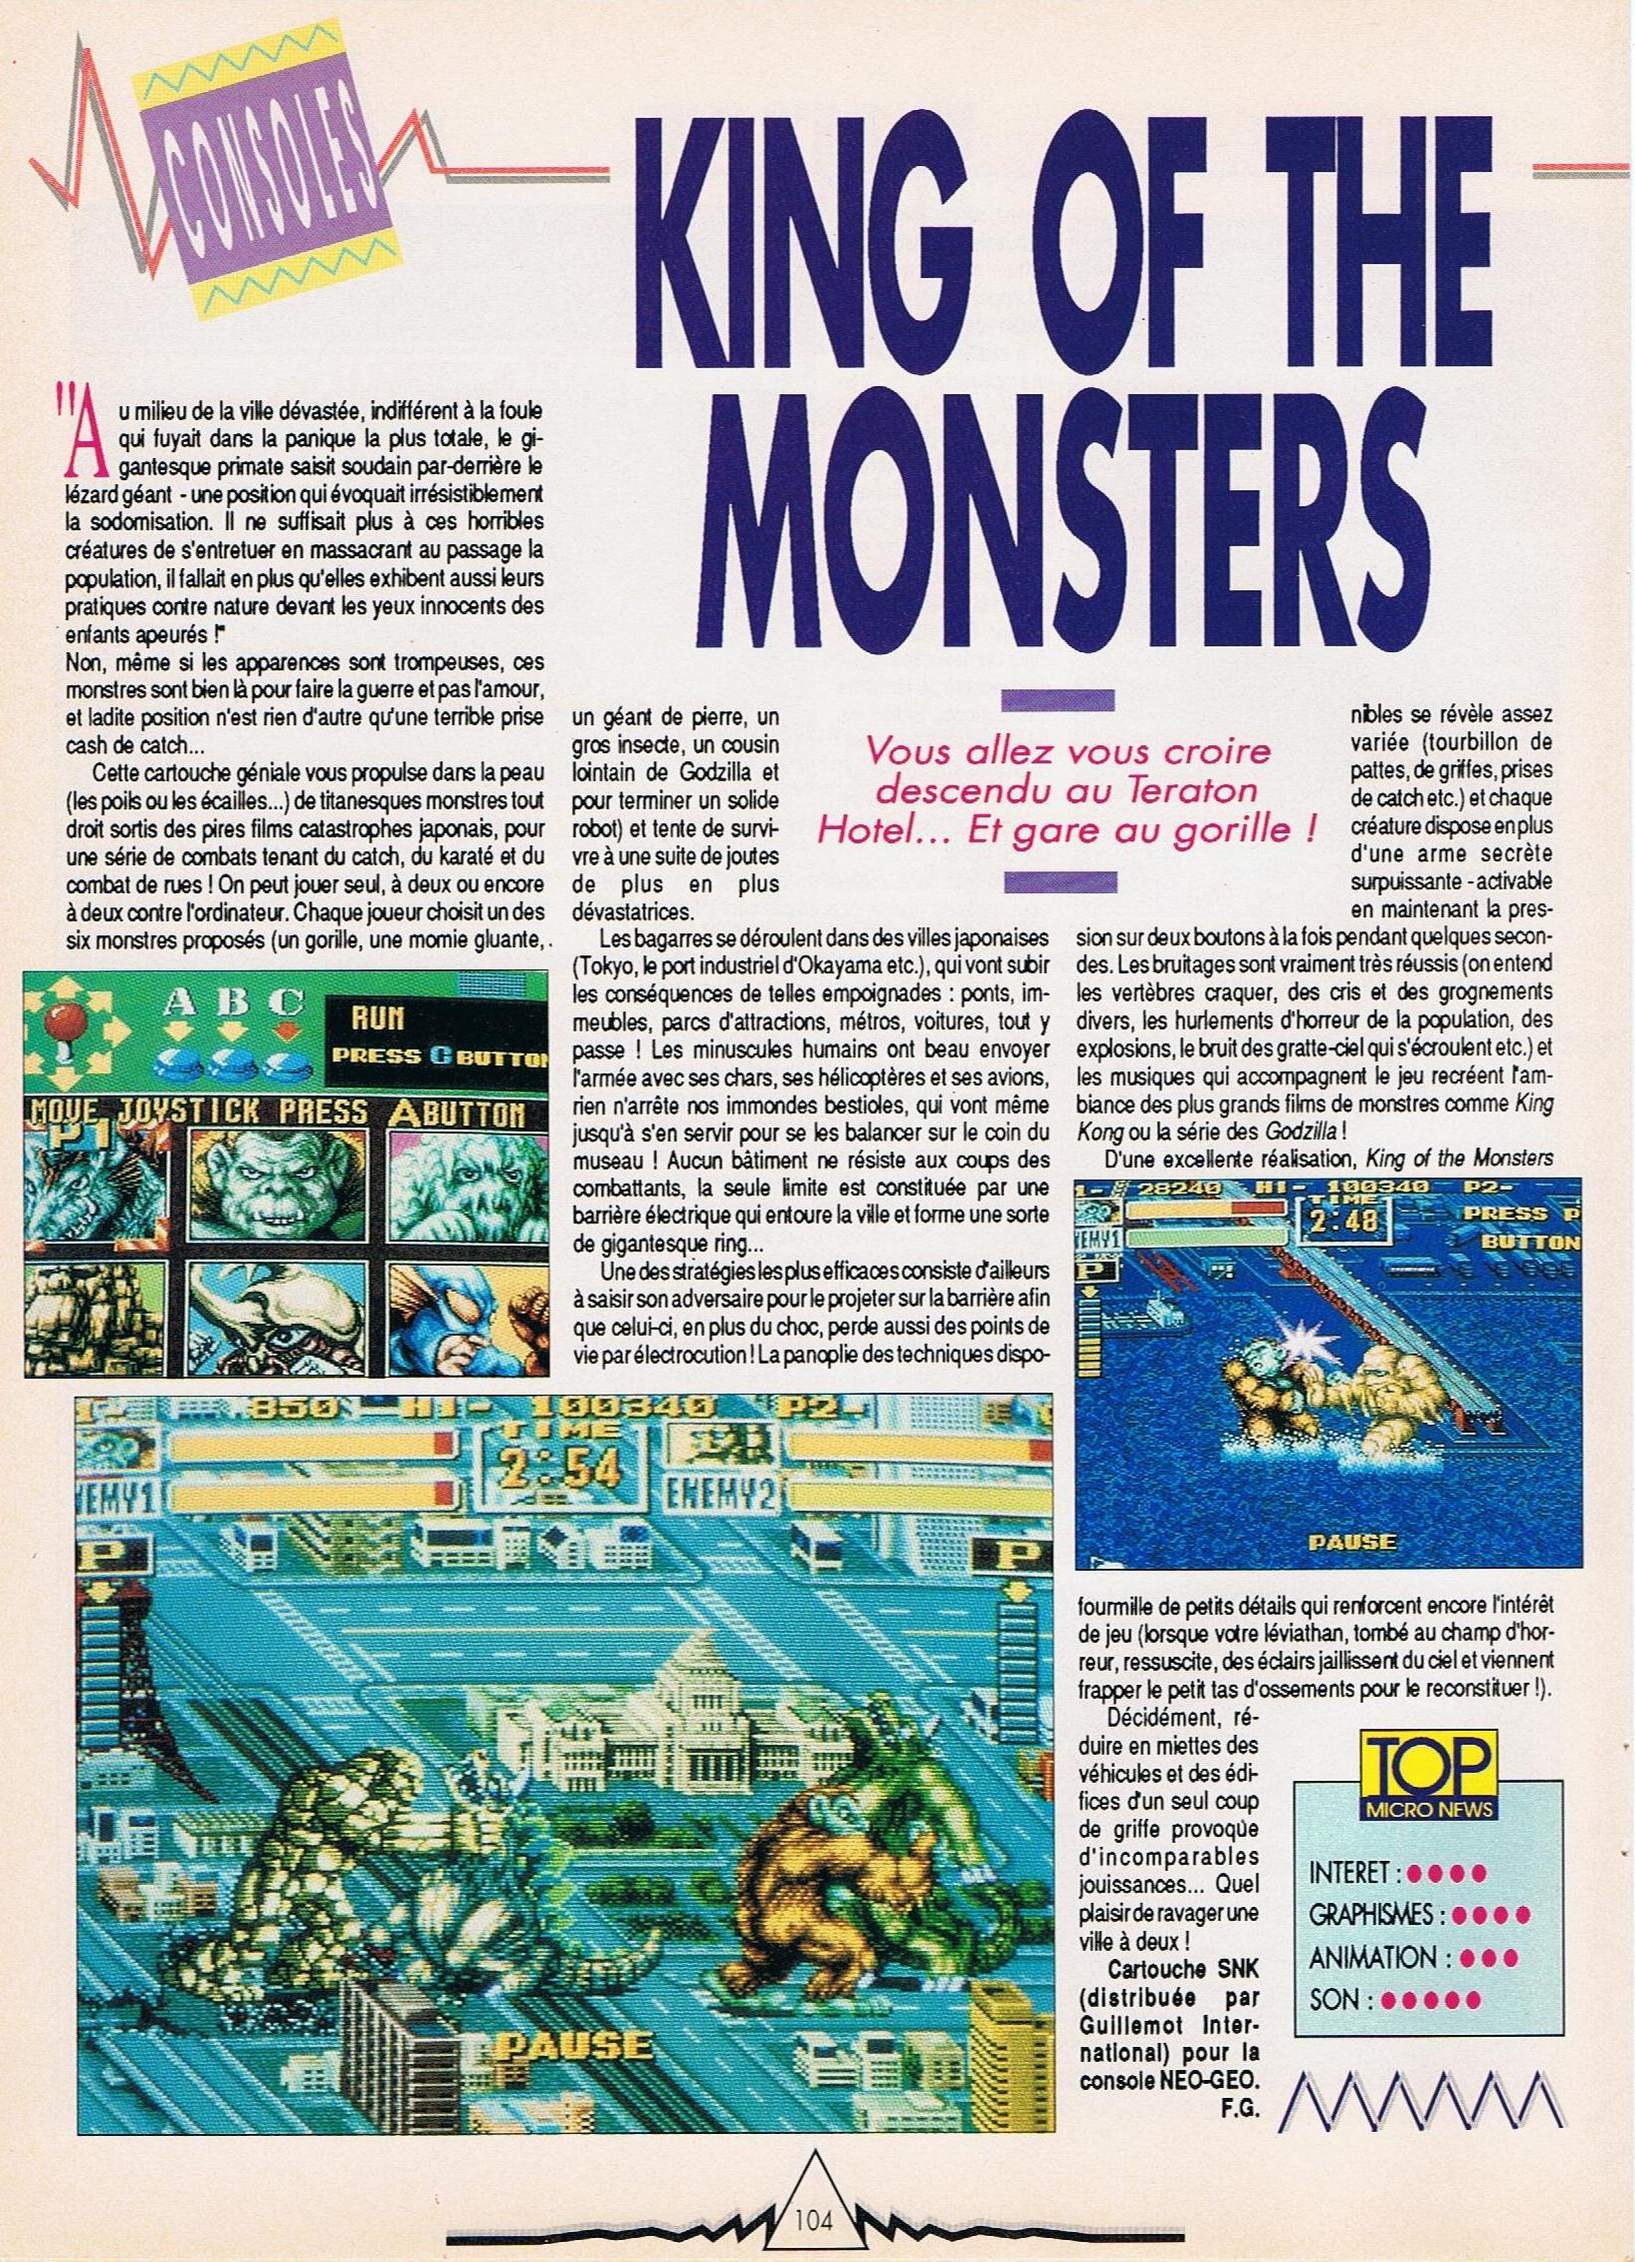 CONSOLES
KING OF THE
MONSTERS
"Au milieu de la ville dévastée, indifférent à la foule
qui fuyait dans la panique la plus totale, le gi-
gantesque primate saisit soudain par-derrière le
lézard géant - une position qui évoquait irrésistiblement
la sodomisation. Il ne suffisait plus à ces horribles
créatures de s'entretuer en massacrant au passage la
population, il fallait en plus qu'elles exhibent aussi leurs
pratiques contre nature devant les yeux innocents des
enfants apeurés !"
Non, même si les apparences sont trompeuses, ces
monstres sont bien là pour faire la guerre et pas l'amour,
et ladite position n'est rien d'autre qu'une terrible prise
cash de catch...
Cette cartouche géniale vous propulse dans la peau
(les poils ou les écailles...) de titanesques monstres tout
droit sortis des pires films catastrophes japonais, pour
une série de combats tenant du catch, du karaté et du
combat de rues ! On peut jouer seul, à deux ou encore
à deux contre l'ordinateur. Chaque joueur choisit un des
six monstres proposés (un gorille, une momie gluante,
un géant de pierre, un
gros insecte, un cousin
lointain de Godzilla et
pour terminer un solide
robot) et tente de survi-
vre à une suite de joutes
de plus en plus
dévastatrices.
Les bagarres se déroulent dans des villes japonaises
(Tokyo, le port industriel d'Okayama etc.), qui vont subir
les conséquences de telles empoignades : ponts, im-
meubles, parcs d'attractions, métros, voitures, tout y
passe ! Les minuscules humains ont beau envoyer
l'armée avec ses chars, ses hélicoptères et ses avions,
rien n'arrête nos immondes bestioles, qui vont même
jusqu'à s'en servir pour se les balancer sur le coin du
museau ! Aucun bâtiment ne résiste aux coups des
combattants, la seule limite est constituée par une
barrière électrique qui entoure la ville et forme une sorte
de gigantesque ring...
Une des stratégies les plus efficaces consiste d'ailleurs
à saisir son adversaire pour le projeter sur la barrière afin
que celui-ci, en plus du choc, perde aussi des points de
vie par électrocution ! La panoplie des techniques dispo-
Vous allez vous croire
descendu au Teraton
Hotel... Et gare au gorille !
nibles se révèle assez
variée (tourbillon de
pattes, de griffes, prises
de catch etc.) et chaque
créature dispose en plus
d'une arme secrète
surpuissante - activable
en maintenant la pres-
sion sur deux boutons à la fois pendant quelques secon-
des. Les bruitages sont vraiment très réussis (on entend
les vertèbres craquer, des cris et des grognements
divers, les hurlements d'horreur de la population, des
explosions, le bruit des gratte-ciel qui s'écroulent etc.) et
les musiques qui accompagnent le jeu recréent l'am-
biance des plus grands films de monstres comme King
Kong ou la série des Godzilla !
D'une excellente réalisation, King of the Monsters
fourmille de petits détails qui renforcent encore l'intérêt
de jeu (lorsque votre léviathan, tombé au champ d'hor-
reur, ressuscite, des éclairs jaillissent du ciel et viennent
frapper le petit tas d'ossements pour le reconstituer !).
Décidément, ré-
duire en miettes des
véhicules et des édi-
fices d'un seul coup
de griffe provoque
d'incomparables
jouissances... Quel
plaisir de ravager une
ville à deux !
Cartouche SNK
(distribuée par
Guillemot Inter-
national) pour la
console NEO-GEO.
F.G.
A B C
RUN
PRESS C BUTTON
MOVE JOYSTICK PRESS A BUTTON
P1
1- 28240 HI- 100340 P2-
TIME
2:48
PRESS P
BUTTON
NEMY1
P
PAUSE
1- 850 HI- 100340 P2-
TIME
2:54
NEMY1
ENEMY2
P
P
PAUSE
TOP
MICRO NEWS
INTERET :
GRAPHISMES :
ANIMATION :
SON :
104